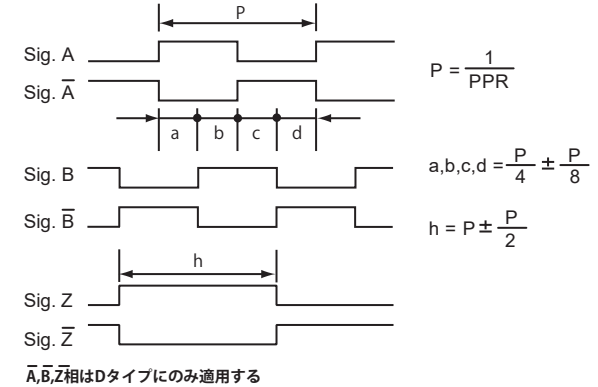 P
Sig. A
Sig. A̅
P = 1/PPR
a b c d
Sig. B
a,b,c,d = P/4 ± P/8
Sig. B̅
h = P ± P/2
h
Sig. Z
Sig. Z̅
A̅,B̅,Z̅相はDタイプにのみ適用する